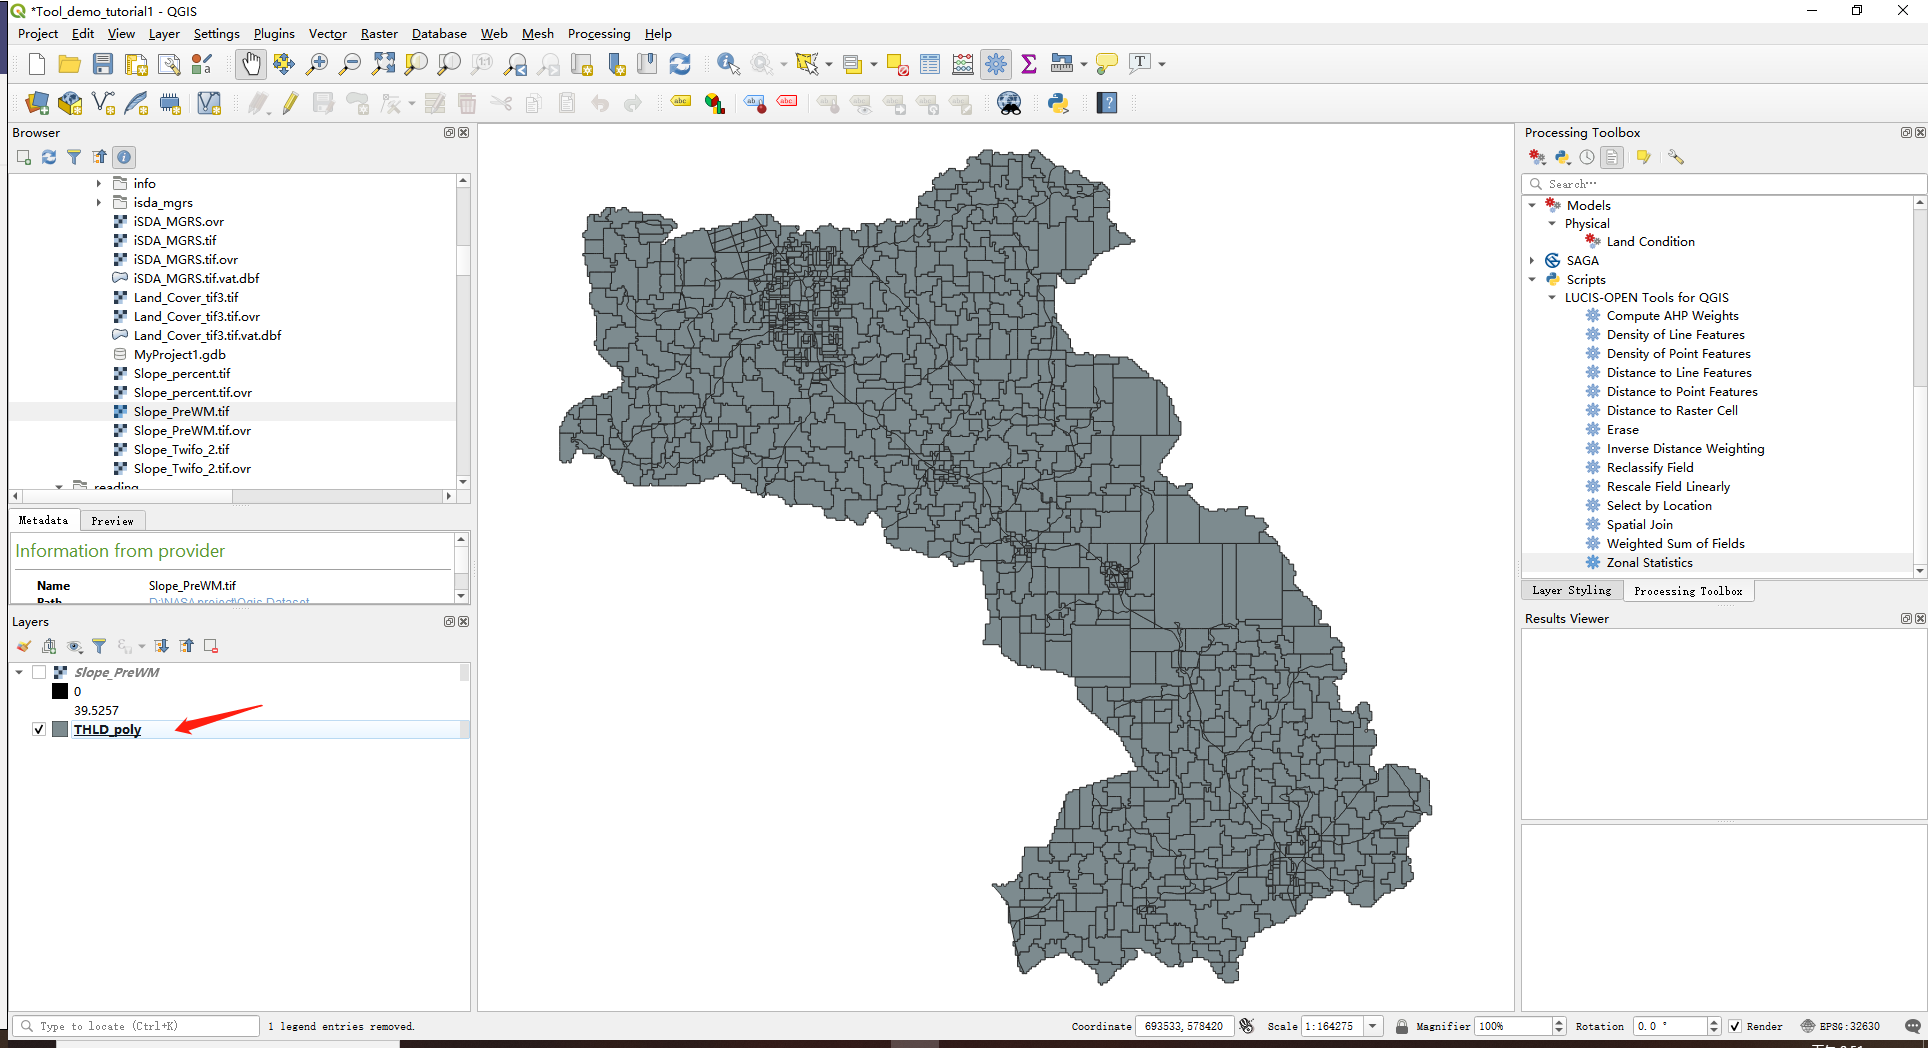 *Tool_demo_tutorial1 - QGIS
Project Edit View Layer Settings Plugins Vector Raster Database Web Mesh Processing Help
Browser
info
isda_mgrs
iSDA_MGRS.ovr
iSDA_MGRS.tif
iSDA_MGRS.tif.ovr
iSDA_MGRS.tif.vat.dbf
Land_Cover_tif3.tif
Land_Cover_tif3.tif.ovr
Land_Cover_tif3.tif.vat.dbf
MyProject1.gdb
Slope_percent.tif
Slope_percent.tif.ovr
Slope_PreWM.tif
Slope_PreWM.tif.ovr
Slope_Twifo_2.tif
Slope_Twifo_2.tif.ovr
reading
Metadata Preview
Information from provider
Name Slope_PreWM.tif
Path D:\NASAproject\Qgis Dataset
Layers
Slope_PreWM
0
39.5257
THLD_poly
Processing Toolbox
Search…
Models
Physical
Land Condition
SAGA
Scripts
LUCIS-OPEN Tools for QGIS
Compute AHP Weights
Density of Line Features
Density of Point Features
Distance to Line Features
Distance to Point Features
Distance to Raster Cell
Erase
Inverse Distance Weighting
Reclassify Field
Rescale Field Linearly
Select by Location
Spatial Join
Weighted Sum of Fields
Zonal Statistics
Layer Styling Processing Toolbox
Results Viewer
Type to locate (Ctrl+K) 1 legend entries removed. Coordinate 693533,578420 Scale 1:164275 Magnifier 100% Rotation 0.0 ° Render EPSG:32630